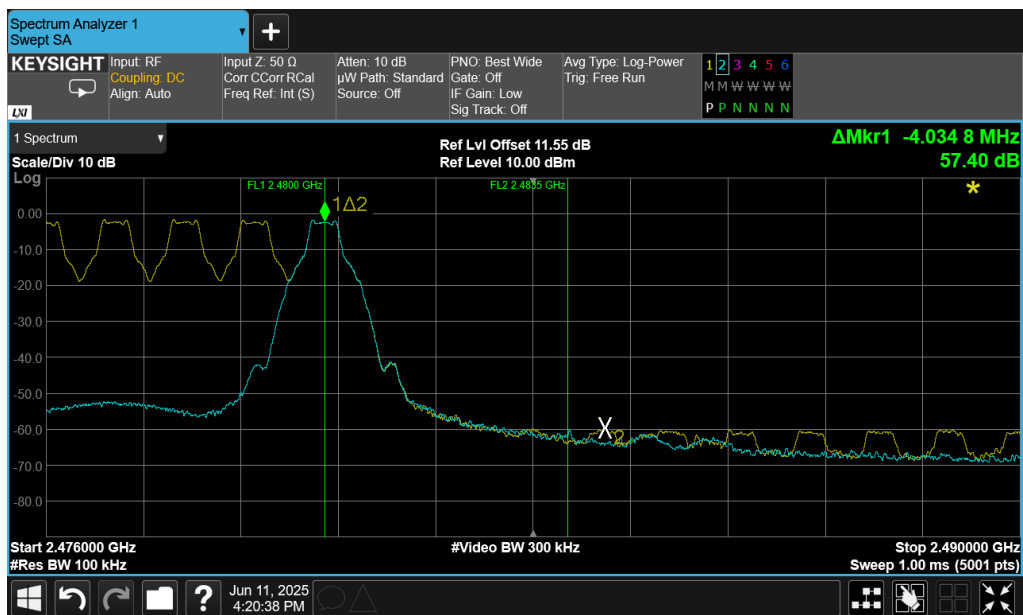 Spectrum Analyzer 1
Swept SA
+
KEYSIGHT
LXI
Input: RF
Coupling: DC
Align: Auto
Input Z: 50 Ω
Corr CCorr RCal
Freq Ref: Int (S)
Atten: 10 dB
µW Path: Standard
Source: Off
PNO: Best Wide
Gate: Off
IF Gain: Low
Sig Track: Off
Avg Type: Log-Power
Trig: Free Run
1 2 3 4 5 6
M M W W W W
P P N N N N
1 Spectrum
Scale/Div 10 dB
Log
Ref Lvl Offset 11.55 dB
Ref Level 10.00 dBm
ΔMkr1 -4.034 8 MHz
57.40 dB
*
FL1 2.4800 GHz
FL2 2.4835 GHz
1Δ2
X2
0.00
-10.0
-20.0
-30.0
-40.0
-50.0
-60.0
-70.0
-80.0
Start 2.476000 GHz
#Res BW 100 kHz
#Video BW 300 kHz
Stop 2.490000 GHz
Sweep 1.00 ms (5001 pts)
?
Jun 11, 2025
4:20:38 PM